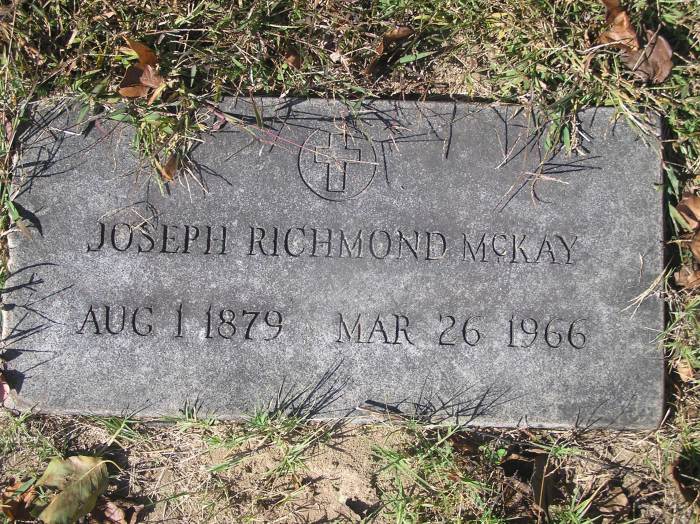 JOSEPH RICHMOND McKAY
AUG 1 1879 MAR 26 1966